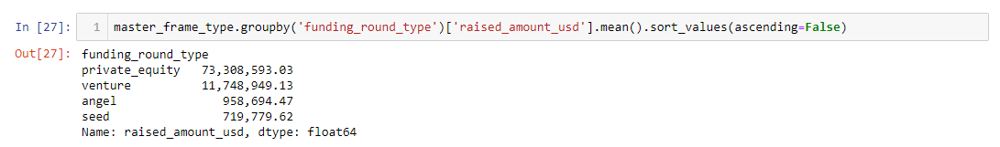 In [27]: 1 master_frame_type.groupby('funding_round_type')['raised_amount_usd'].mean().sort_values(ascending=False)
Out[27]: funding_round_type
private_equity 73,308,593.03
venture 11,748,949.13
angel 958,694.47
seed 719,779.62
Name: raised_amount_usd, dtype: float64